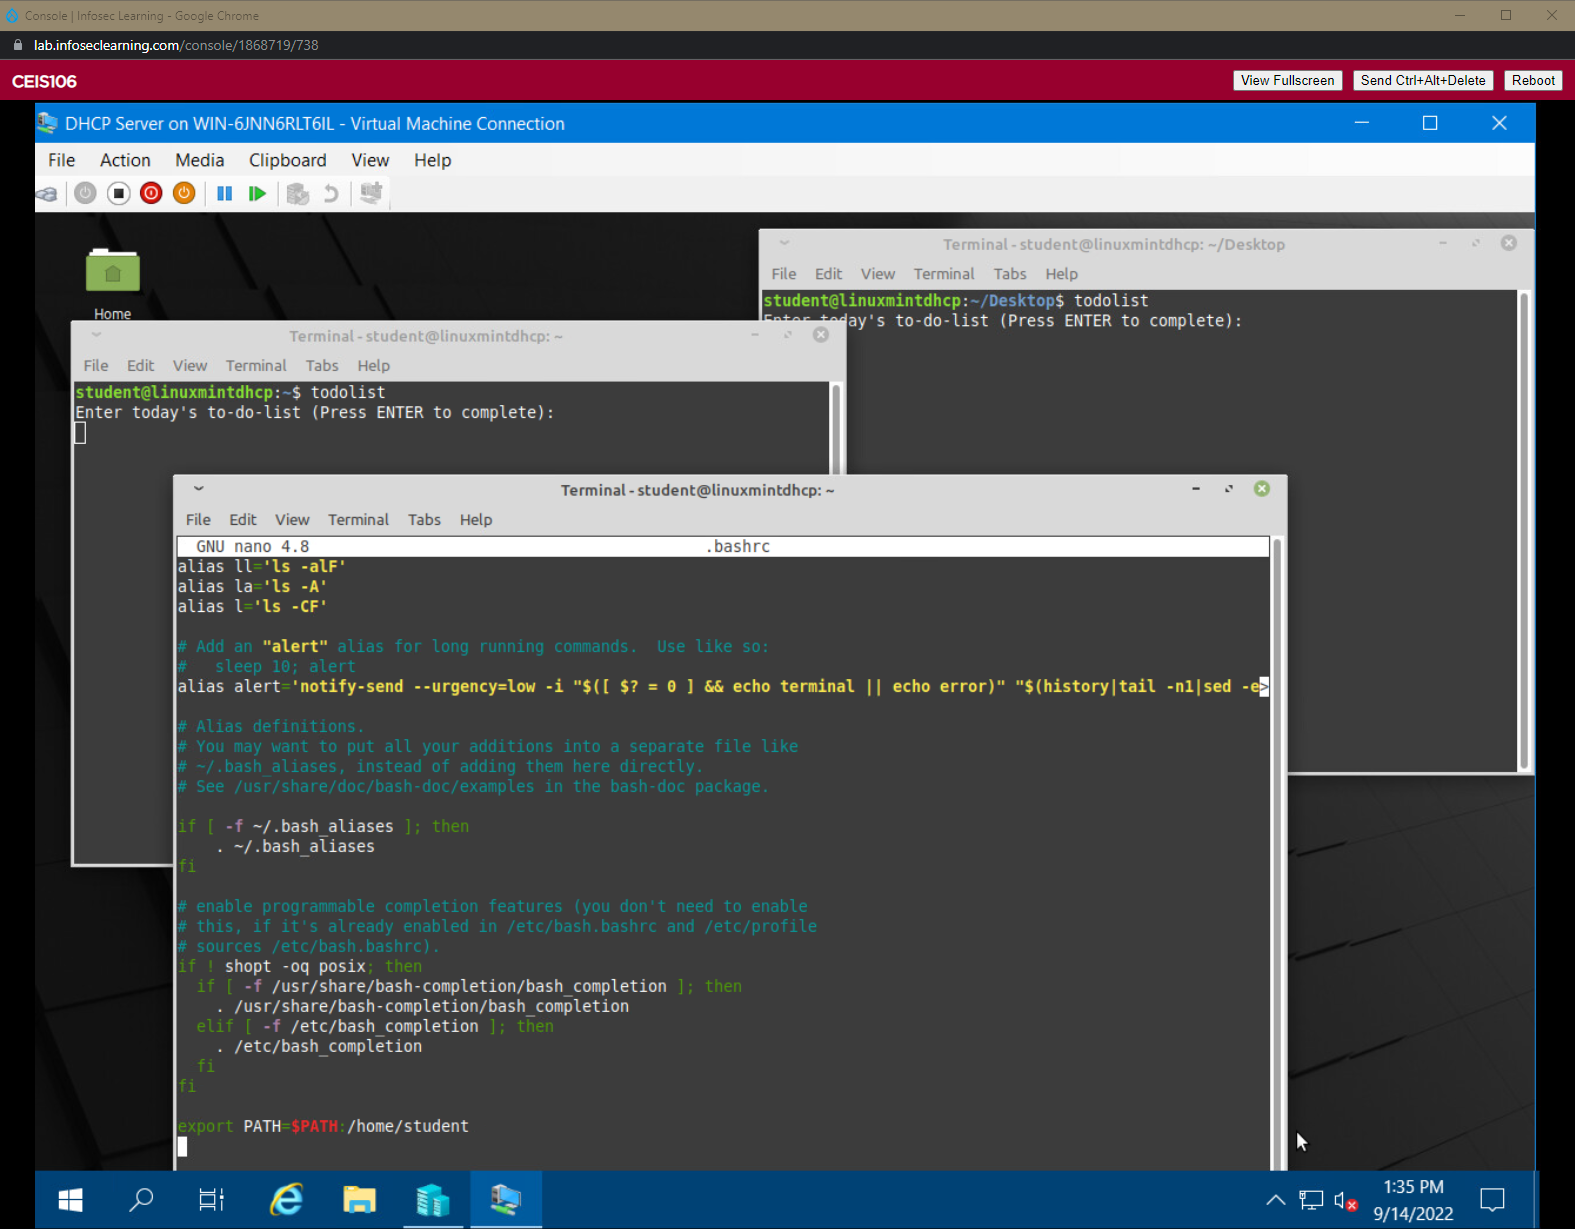 Console | Infosec Learning - Google Chrome
lab.infoseclearning.com/console/1868719/738
CEIS106
View Fullscreen
Send Ctrl+Alt+Delete
Reboot
DHCP Server on WIN-6JNN6RLT6IL - Virtual Machine Connection
File Action Media Clipboard View Help
Home
Terminal - student@linuxmintdhcp: ~/Desktop
File Edit View Terminal Tabs Help
student@linuxmintdhcp:~/Desktop$ todolist
Enter today's to-do-list (Press ENTER to complete):
Terminal - student@linuxmintdhcp: ~
File Edit View Terminal Tabs Help
student@linuxmintdhcp:~$ todolist
Enter today's to-do-list (Press ENTER to complete):
Terminal - student@linuxmintdhcp: ~
File Edit View Terminal Tabs Help
GNU nano 4.8 .bashrc
alias ll='ls -alF'
alias la='ls -A'
alias l='ls -CF'
# Add an "alert" alias for long running commands.  Use like so:
#   sleep 10; alert
alias alert='notify-send --urgency=low -i "$([ $? = 0 ] && echo terminal || echo error)" "$(history|tail -n1|sed -e>
# Alias definitions.
# You may want to put all your additions into a separate file like
# ~/.bash_aliases, instead of adding them here directly.
# See /usr/share/doc/bash-doc/examples in the bash-doc package.
if [ -f ~/.bash_aliases ]; then
    . ~/.bash_aliases
fi
# enable programmable completion features (you don't need to enable
# this, if it's already enabled in /etc/bash.bashrc and /etc/profile
# sources /etc/bash.bashrc).
if ! shopt -oq posix; then
  if [ -f /usr/share/bash-completion/bash_completion ]; then
    . /usr/share/bash-completion/bash_completion
  elif [ -f /etc/bash_completion ]; then
    . /etc/bash_completion
  fi
fi
export PATH=$PATH:/home/student
1:35 PM
9/14/2022